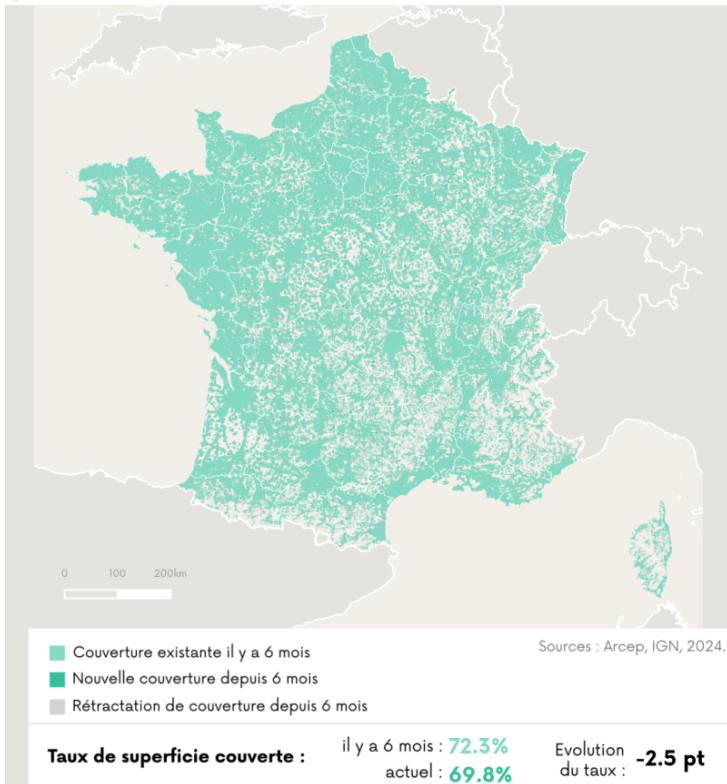 0 100 200km
Couverture existante il y a 6 mois
Sources : Arcep, IGN, 2024.
Nouvelle couverture depuis 6 mois
Rétractation de couverture depuis 6 mois
Taux de superficie couverte :
il y a 6 mois : 72.3%
actuel : 69.8%
Evolution
du taux :
-2.5 pt